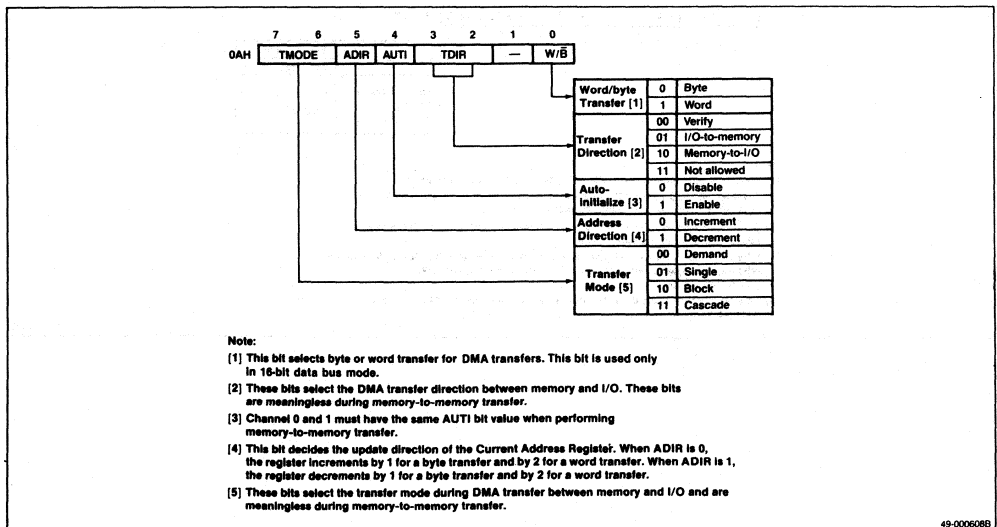 7 6 5 4 3 2 1 0
0AH TMODE ADIR AUTI TDIR — W/B̅
Word/byte Transfer [1] 0 Byte
1 Word
Transfer Direction [2] 00 Verify
01 I/O-to-memory
10 Memory-to-I/O
11 Not allowed
Auto-initialize [3] 0 Disable
1 Enable
Address Direction [4] 0 Increment
1 Decrement
Transfer Mode [5] 00 Demand
01 Single
10 Block
11 Cascade
Note:
[1] This bit selects byte or word transfer for DMA transfers. This bit is used only
in 16-bit data bus mode.
[2] These bits select the DMA transfer direction between memory and I/O. These bits
are meaningless during memory-to-memory transfer.
[3] Channel 0 and 1 must have the same AUTI bit value when performing
memory-to-memory transfer.
[4] This bit decides the update direction of the Current Address Register. When ADIR is 0,
the register increments by 1 for a byte transfer and by 2 for a word transfer. When ADIR is 1,
the register decrements by 1 for a byte transfer and by 2 for a word transfer.
[5] These bits select the transfer mode during DMA transfer between memory and I/O and are
meaningless during memory-to-memory transfer.
49-000608B